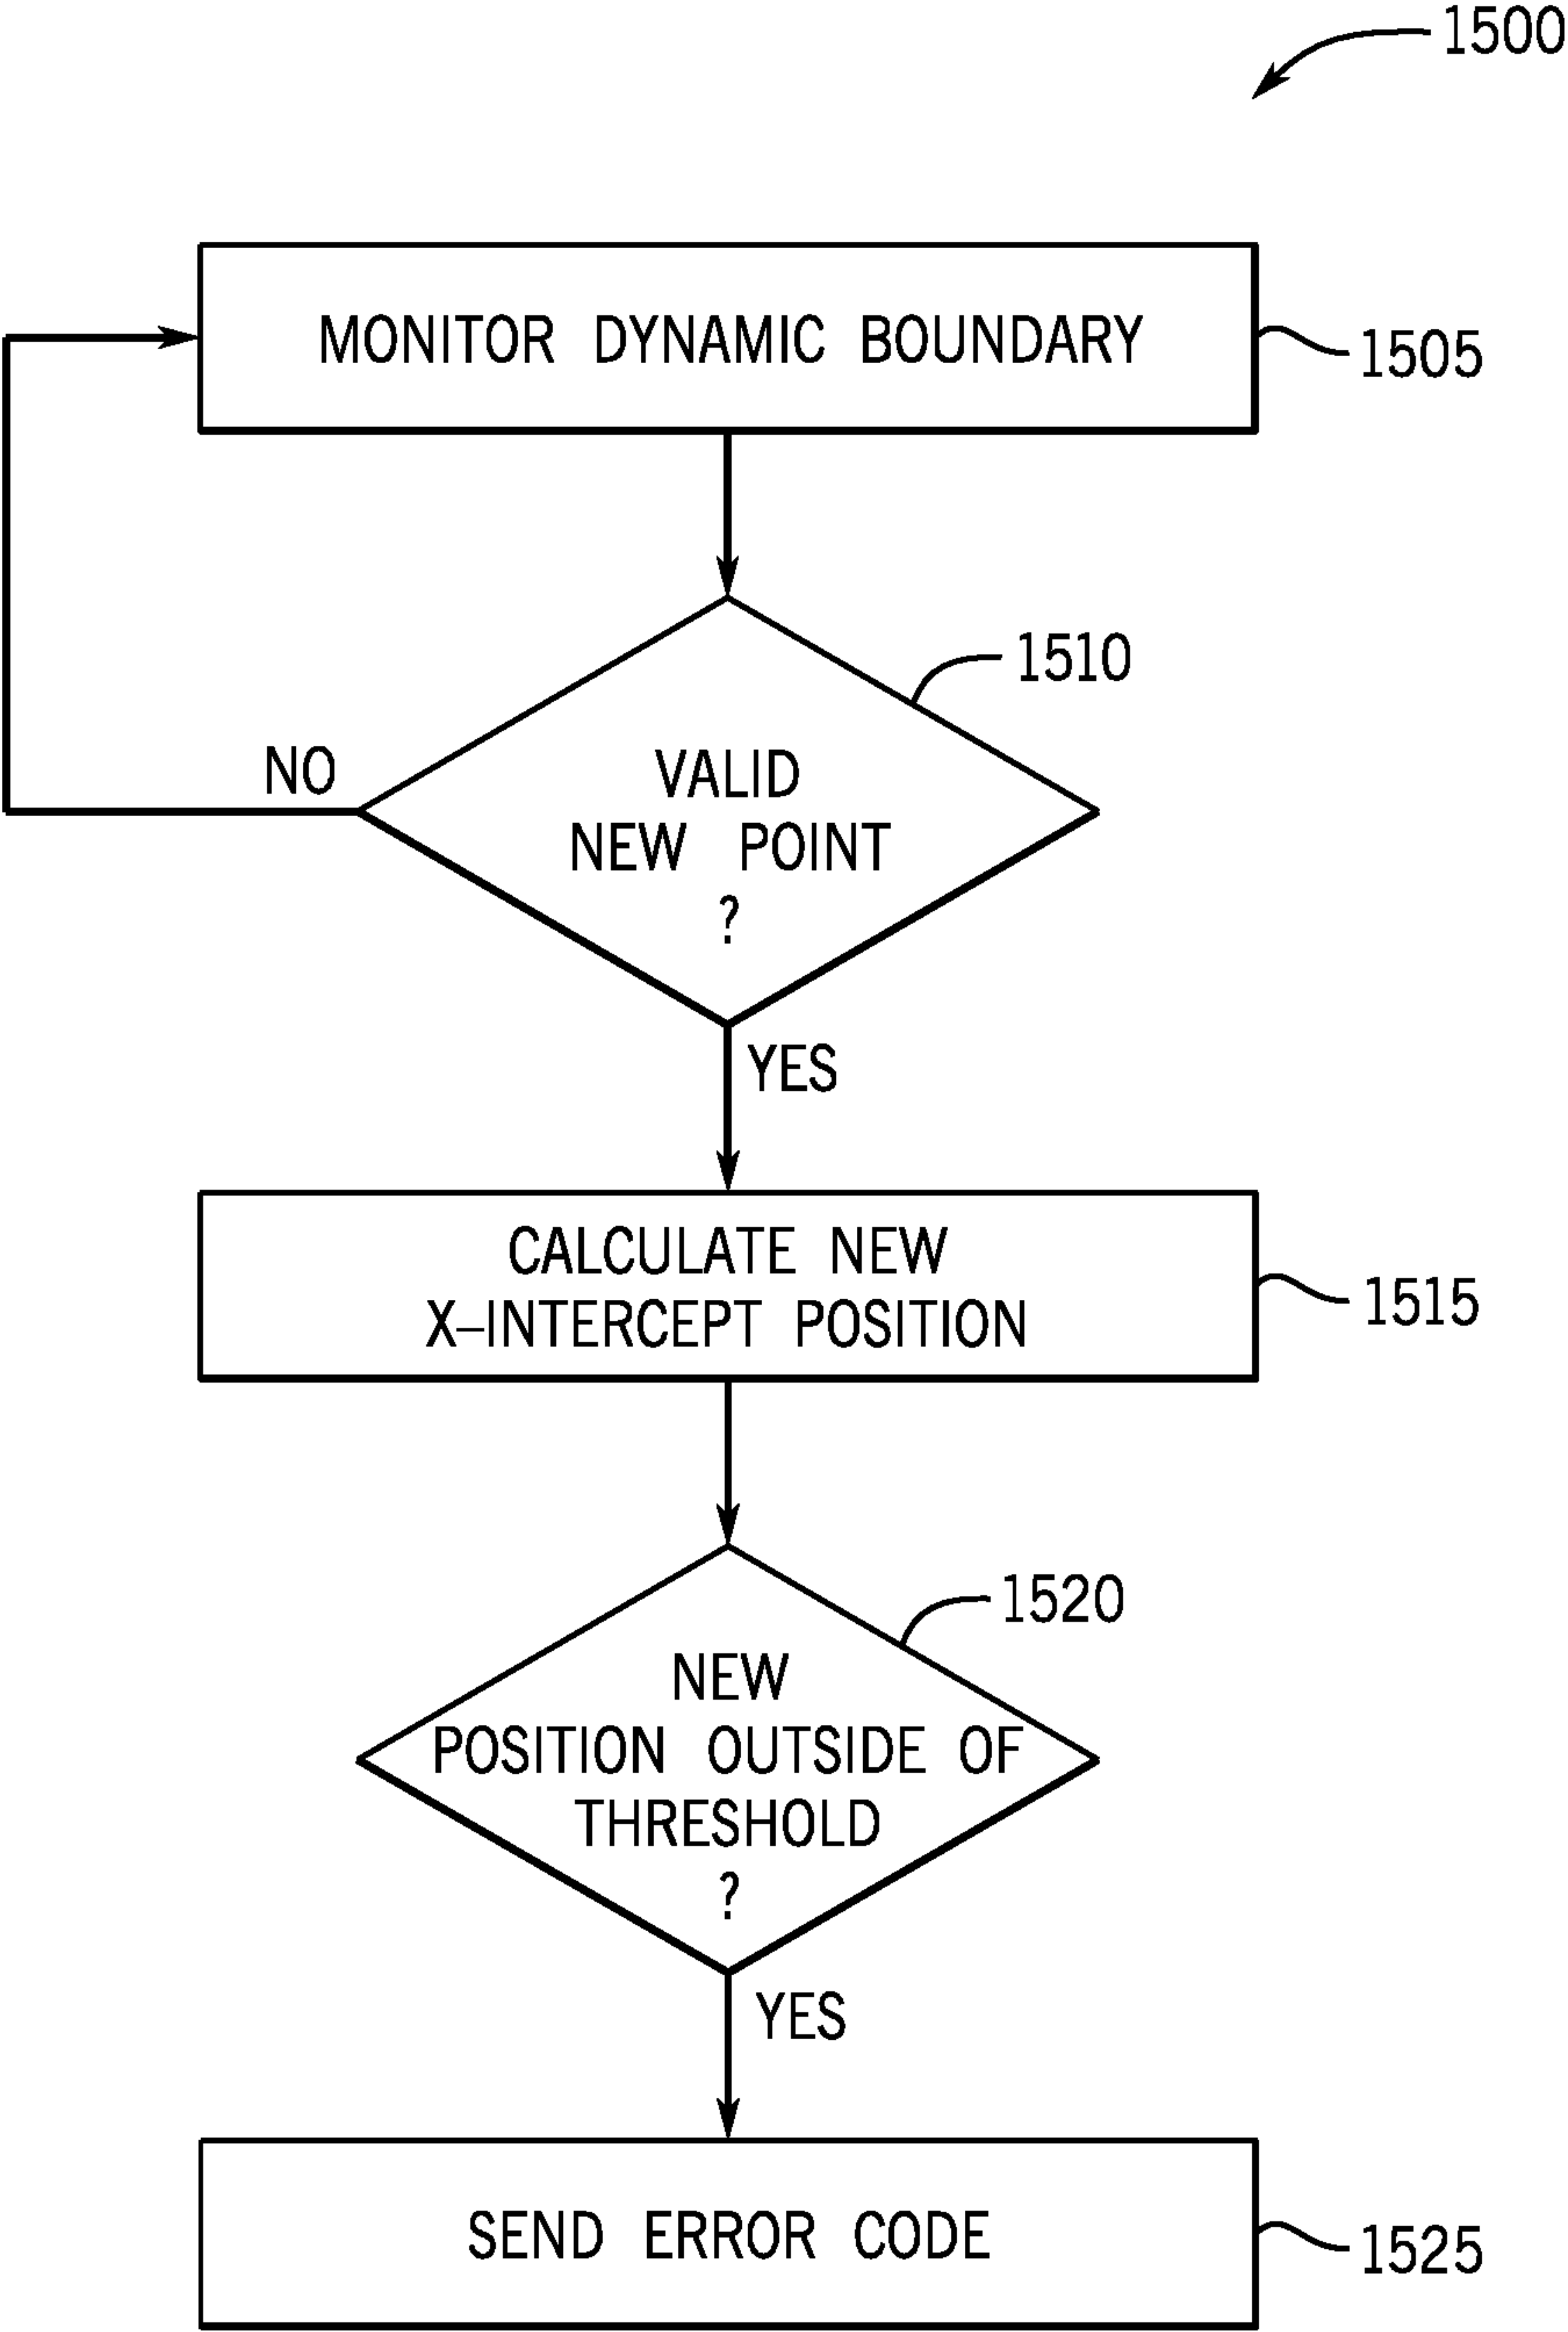 1500
MONITOR DYNAMIC BOUNDARY
1505
1510
VALID
NEW POINT
?
NO
YES
CALCULATE NEW
X–INTERCEPT POSITION
1515
1520
NEW
POSITION OUTSIDE OF
THRESHOLD
?
YES
SEND ERROR CODE
1525